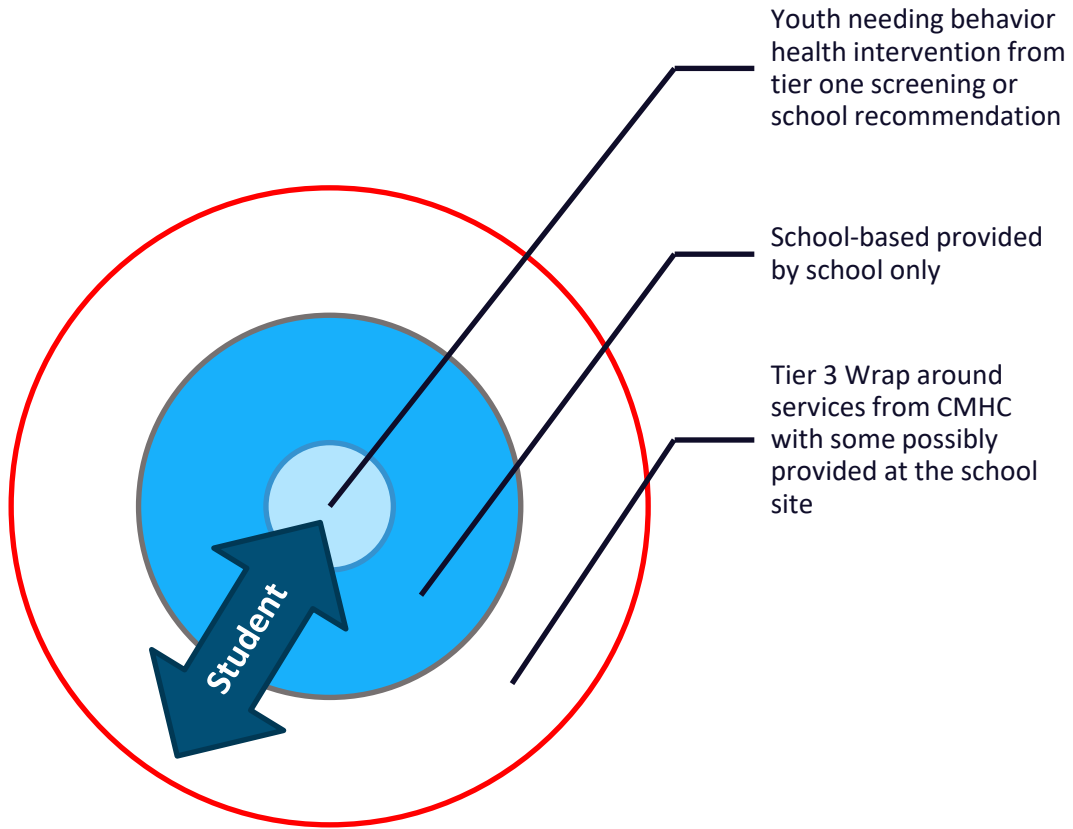 Youth needing behavior
health intervention from
tier one screening or
school recommendation
School-based provided
by school only
Tier 3 Wrap around
services from CMHC
with some possibly
provided at the school
site
Student